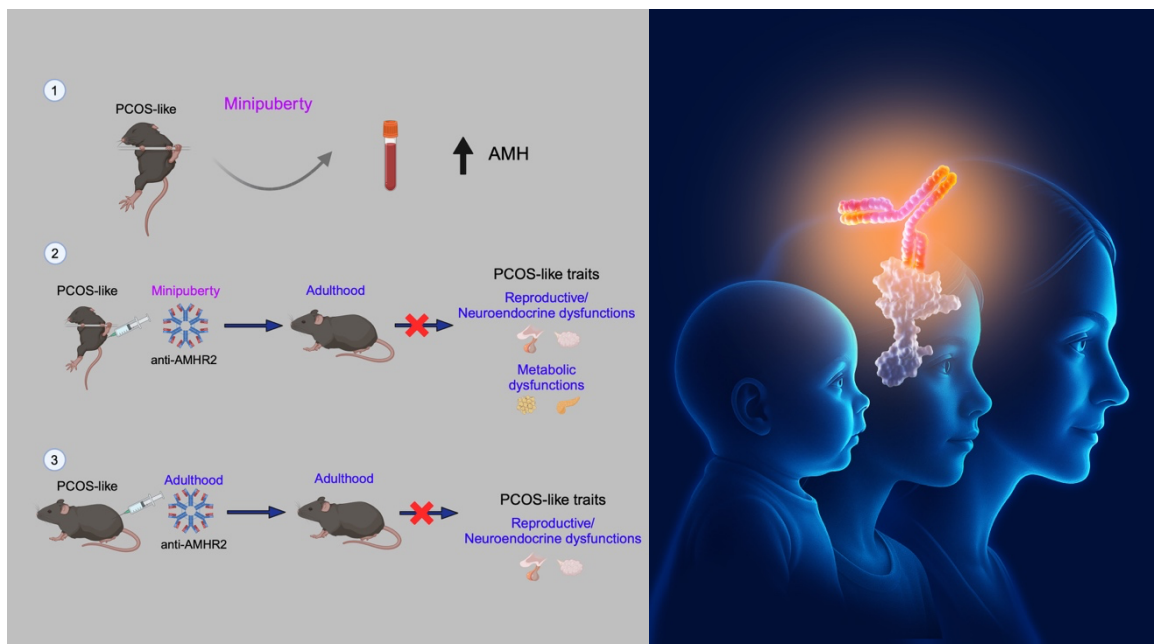 1
PCOS-like
Minipuberty
AMH
2
PCOS-like
Minipuberty
anti-AMHR2
Adulthood
PCOS-like traits
Reproductive/
Neuroendocrine dysfunctions
Metabolic
dysfunctions
3
PCOS-like
Adulthood
anti-AMHR2
Adulthood
PCOS-like traits
Reproductive/
Neuroendocrine dysfunctions